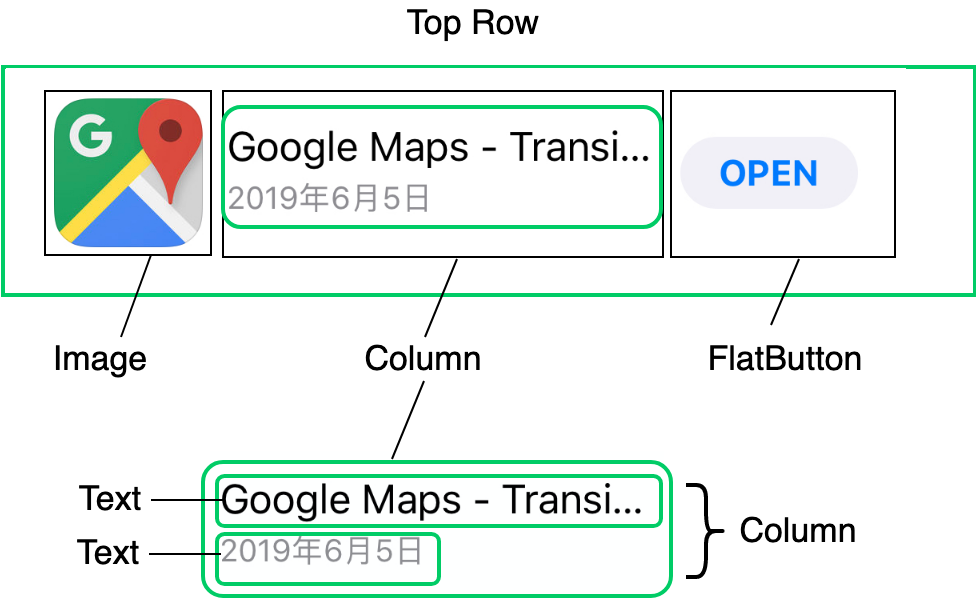 Top Row
G
Google Maps - Transi...
2019年6月5日
OPEN
Image
Column
FlatButton
Text
Google Maps - Transi...
Text
2019年6月5日
Column